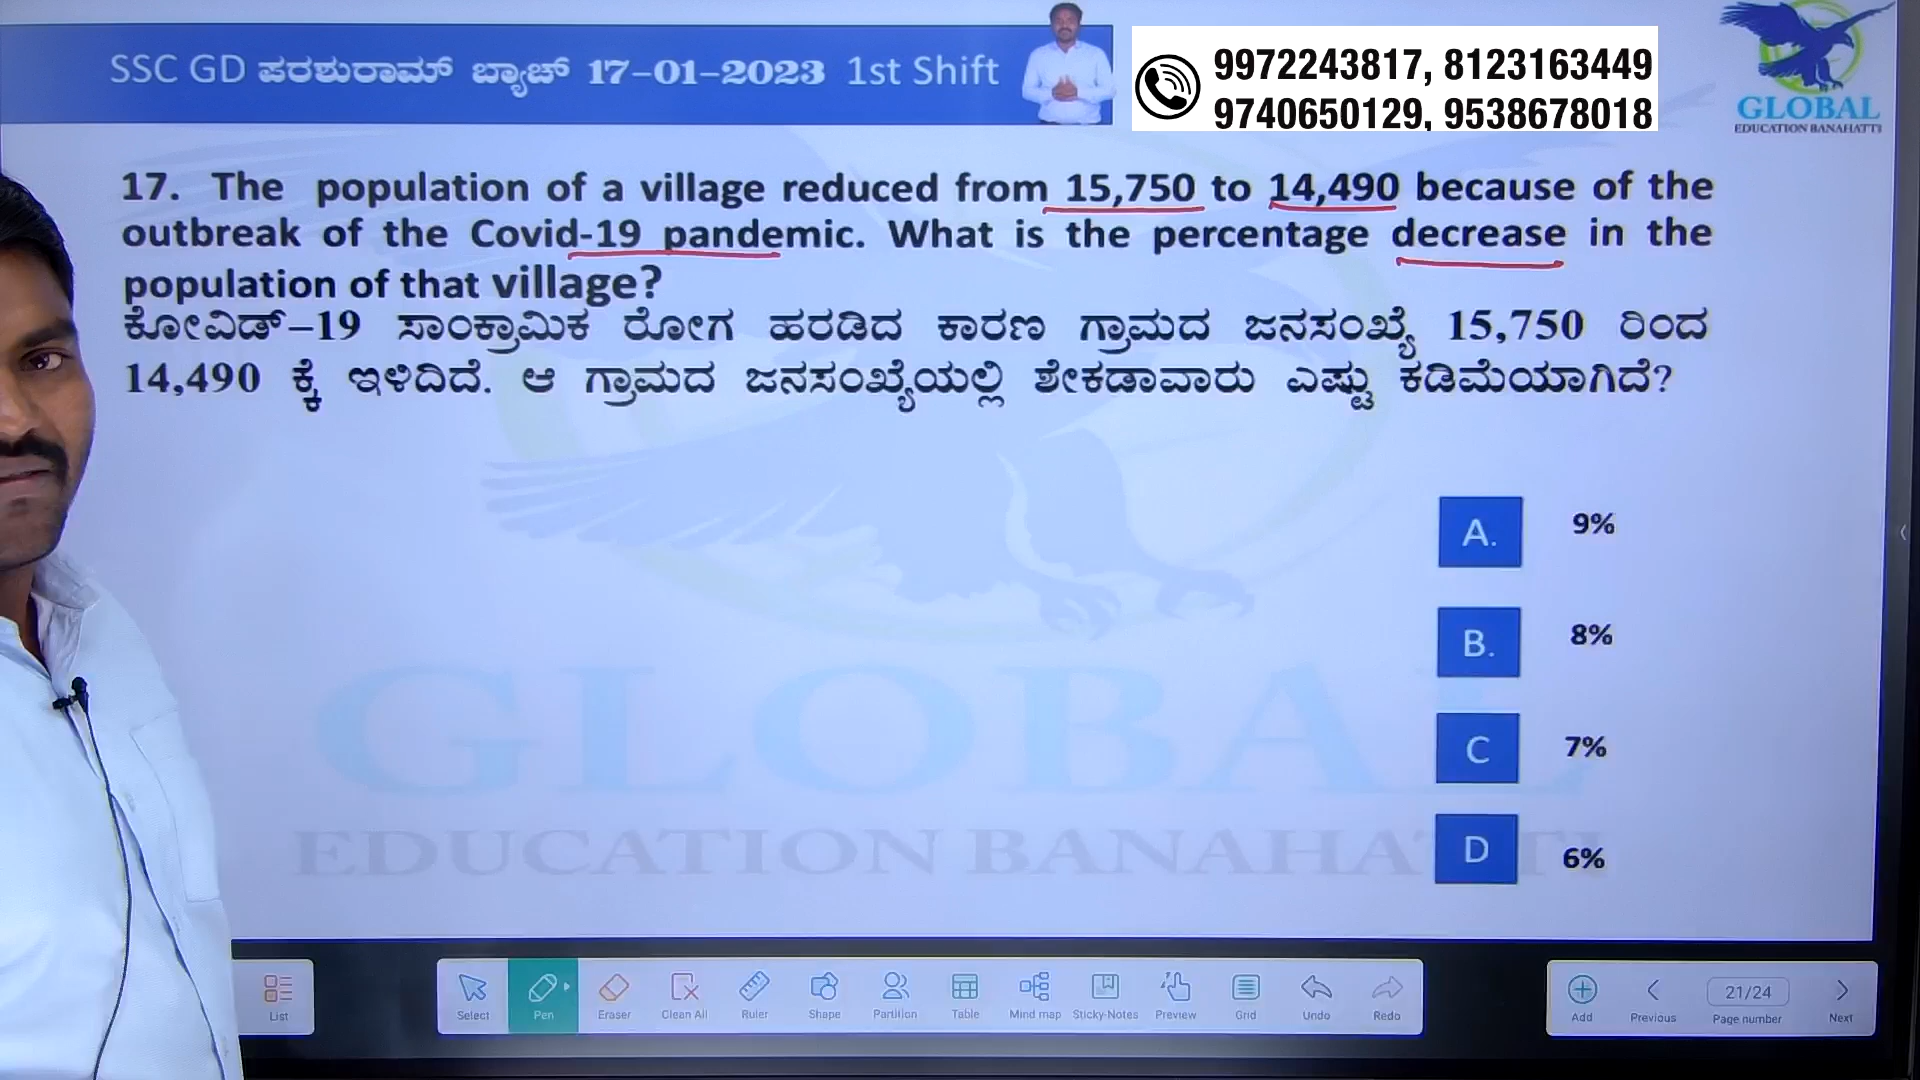 SSC GD ಪರಶುರಾಮ್ ಬ್ಯಾಚ್ 17-01-2023 1st Shift
9972243817, 8123163449
9740650129, 9538678018
GLOBAL
EDUCATION BANAHATTI
17. The population of a village reduced from 15,750 to 14,490 because of the
outbreak of the Covid-19 pandemic. What is the percentage decrease in the
population of that village?
ಕೋವಿಡ್-19 ಸಾಂಕ್ರಾಮಿಕ ರೋಗ ಹರಡಿದ ಕಾರಣ ಗ್ರಾಮದ ಜನಸಂಖ್ಯೆ 15,750 ರಿಂದ
14,490 ಕ್ಕೆ ಇಳಿದಿದೆ. ಆ ಗ್ರಾಮದ ಜನಸಂಖ್ಯೆಯಲ್ಲಿ ಶೇಕಡಾವಾರು ಎಷ್ಟು ಕಡಿಮೆಯಾಗಿದೆ?
A. 9%
B. 8%
C 7%
D 6%
GLOBAL
EDUCATION BANAHATTI
List
Select Pen Eraser Clean All Ruler Shape Partition Table Mind map Sticky-Notes Preview Grid Undo Redo
Add Previous 21/24 Page number Next